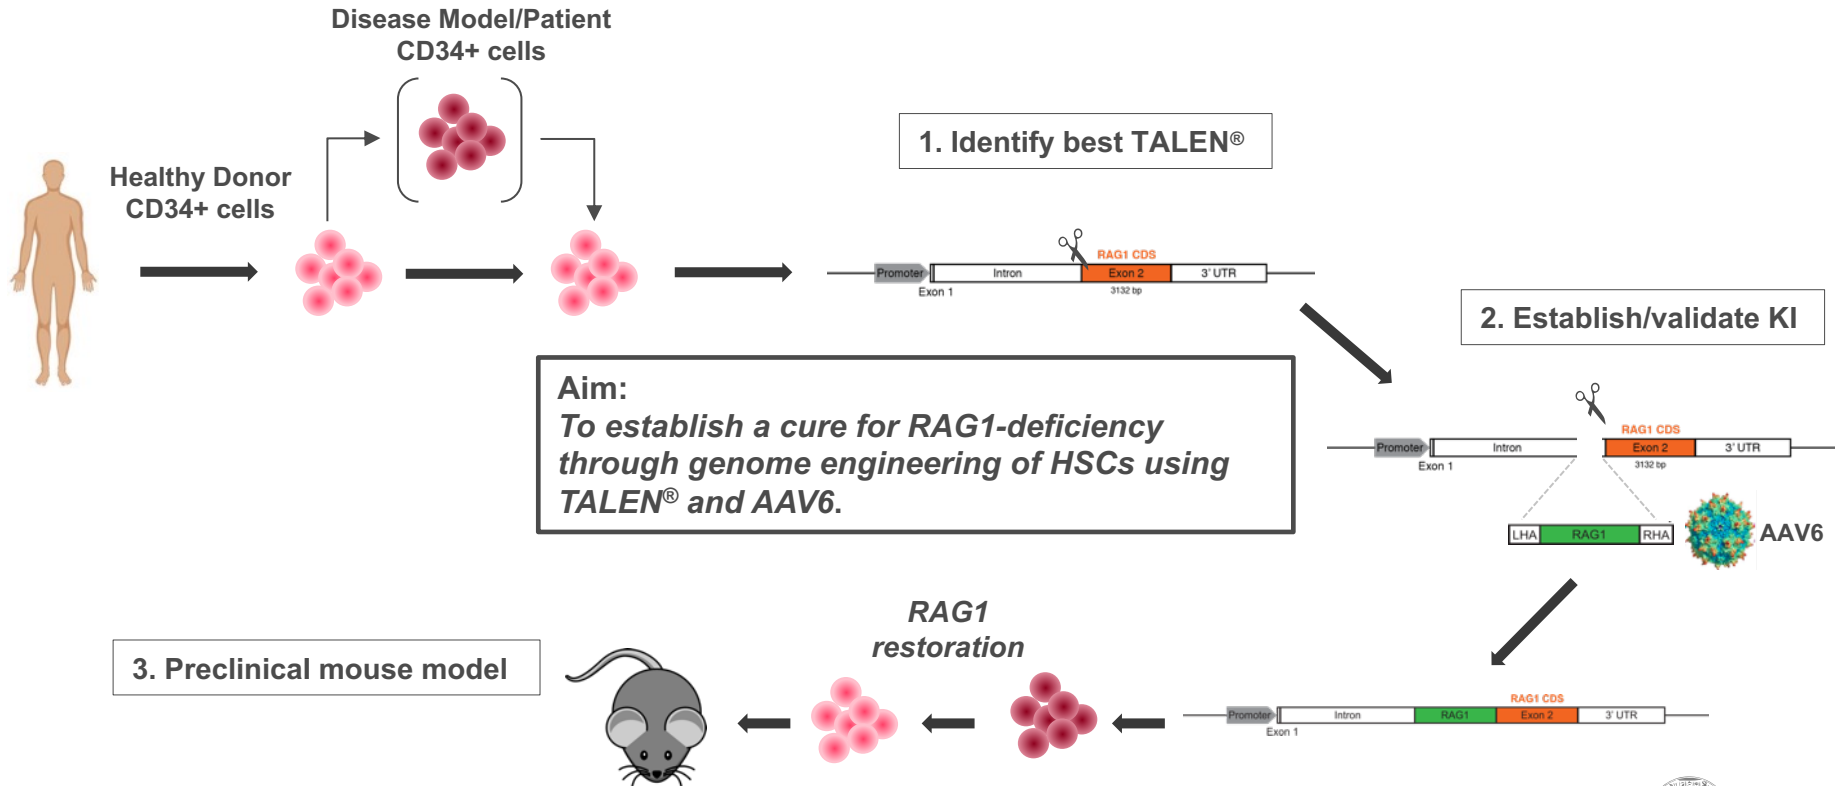 Disease Model/Patient
CD34+ cells
Healthy Donor
CD34+ cells
1. Identify best TALEN®
RAG1 CDS
Promoter
Intron
Exon 2
3' UTR
Exon 1
3132 bp
2. Establish/validate KI
Aim:
To establish a cure for RAG1-deficiency
through genome engineering of HSCs using
TALEN® and AAV6.
RAG1 CDS
Promoter
Intron
Exon 2
3' UTR
Exon 1
3132 bp
LHA
RAG1
RHA
AAV6
RAG1
restoration
3. Preclinical mouse model
RAG1 CDS
Promoter
Intron
RAG1
Exon 2
3' UTR
Exon 1